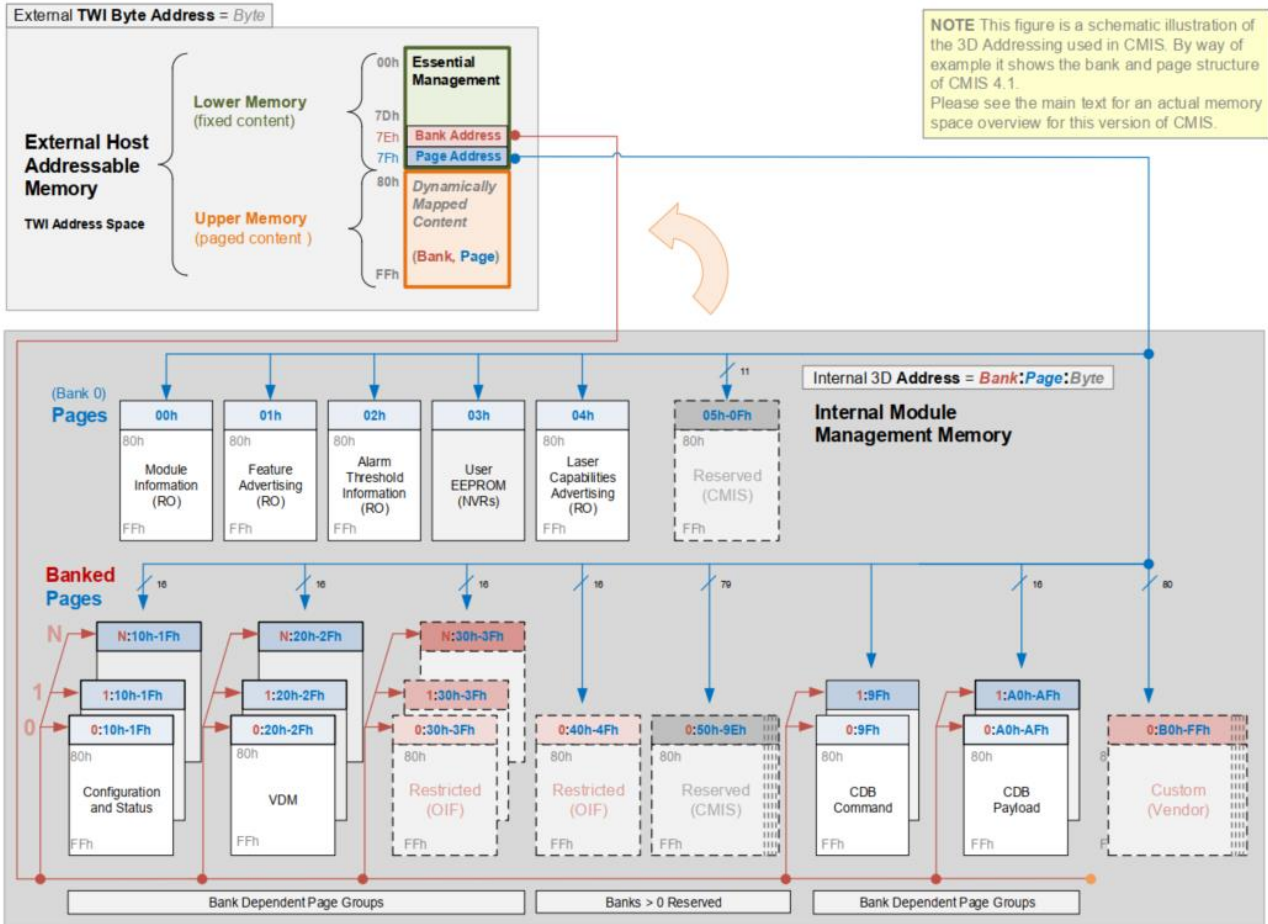 External TWI Byte Address = Byte
NOTE This figure is a schematic illustration of
the 3D Addressing used in CMIS. By way of
example it shows the bank and page structure
of CMIS 4.1.
Please see the main text for an actual memory
space overview for this version of CMIS.
External Host
Addressable
Memory
TWI Address Space
Lower Memory
(fixed content)
Upper Memory
(paged content )
00h
7Dh
7Eh
7Fh
80h
FFh
Essential
Management
Bank Address
Page Address
Dynamically
Mapped
Content
(Bank, Page)
Internal 3D Address = Bank:Page:Byte
Internal Module
Management Memory
(Bank 0)
Pages
11
00h
80h
Module
Information
(RO)
FFh
01h
80h
Feature
Advertising
(RO)
FFh
02h
80h
Alarm
Threshold
Information
(RO)
FFh
03h
80h
User
EEPROM
(NVRs)
FFh
04h
80h
Laser
Capabilities
Advertising
(RO)
FFh
05h-0Fh
80h
Reserved
(CMIS)
FFh
Banked
Pages
16
16
16
16
79
16
80
N
1
0
N:10h-1Fh
1:10h-1Fh
0:10h-1Fh
80h
Configuration
and Status
FFh
N:20h-2Fh
1:20h-2Fh
0:20h-2Fh
80h
VDM
FFh
N:30h-3Fh
1:30h-3Fh
0:30h-3Fh
80h
Restricted
(OIF)
FFh
0:40h-4Fh
80h
Restricted
(OIF)
FFh
0:50h-9Eh
80h
Reserved
(CMIS)
FFh
1:9Fh
0:9Fh
80h
CDB
Command
FFh
1:A0h-AFh
0:A0h-AFh
80h
CDB
Payload
FFh
0:B0h-FFh
8
80h
Custom
(Vendor)
F
FFh
Bank Dependent Page Groups
Banks > 0 Reserved
Bank Dependent Page Groups